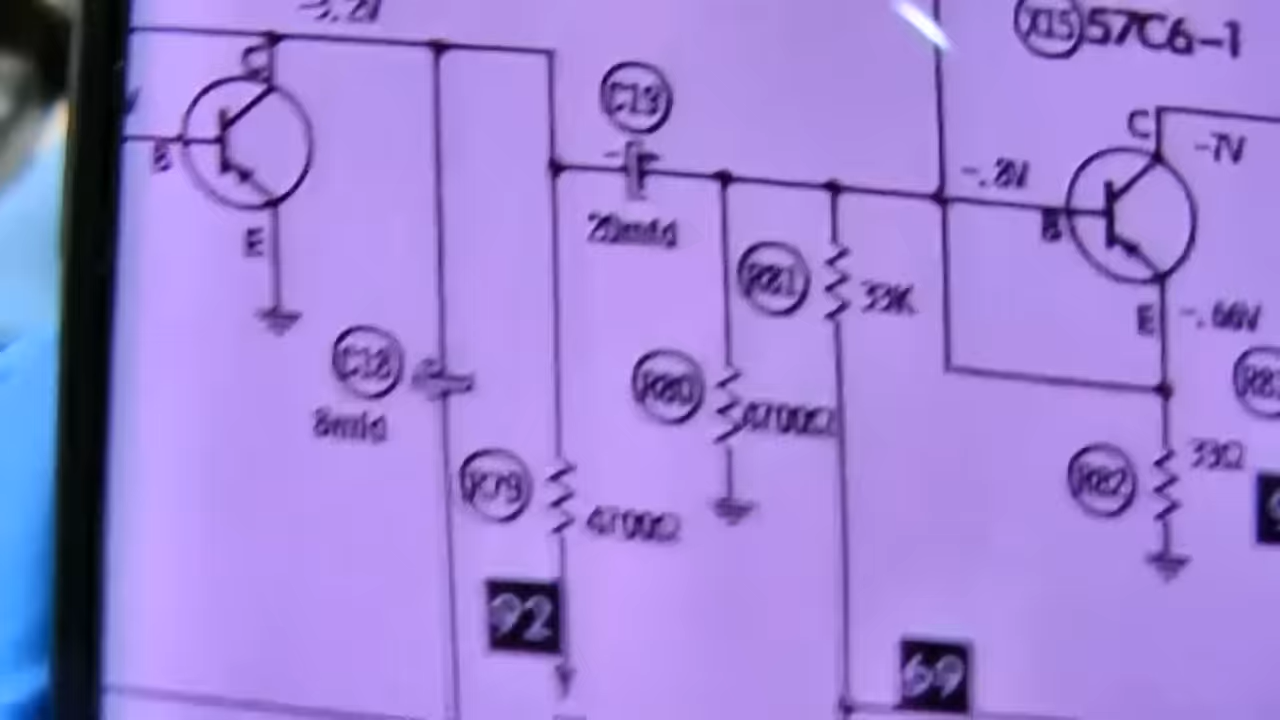 X15 57C6-1
C
C
-7V
C19
B
-.8V
B
20mfd
E
R81
33K
E
-.66V
C18
8mfd
R80
4700Ω
R79
R82
33Ω
4700Ω
92
69